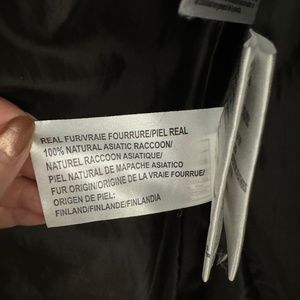 REAL FUR/VRAIE FOURRURE/PIEL REAL
100% NATURAL ASIATIC RACCOON/
NATUREL RACCOON ASIATIQUE/
PIEL NATURAL DE MAPACHE ASIATICO
FUR ORIGIN/ORIGINE DE LA VRAIE FOURRUE/
ORIGEN DE PIEL:
FINLAND/FINLANDE/FINLANDIA